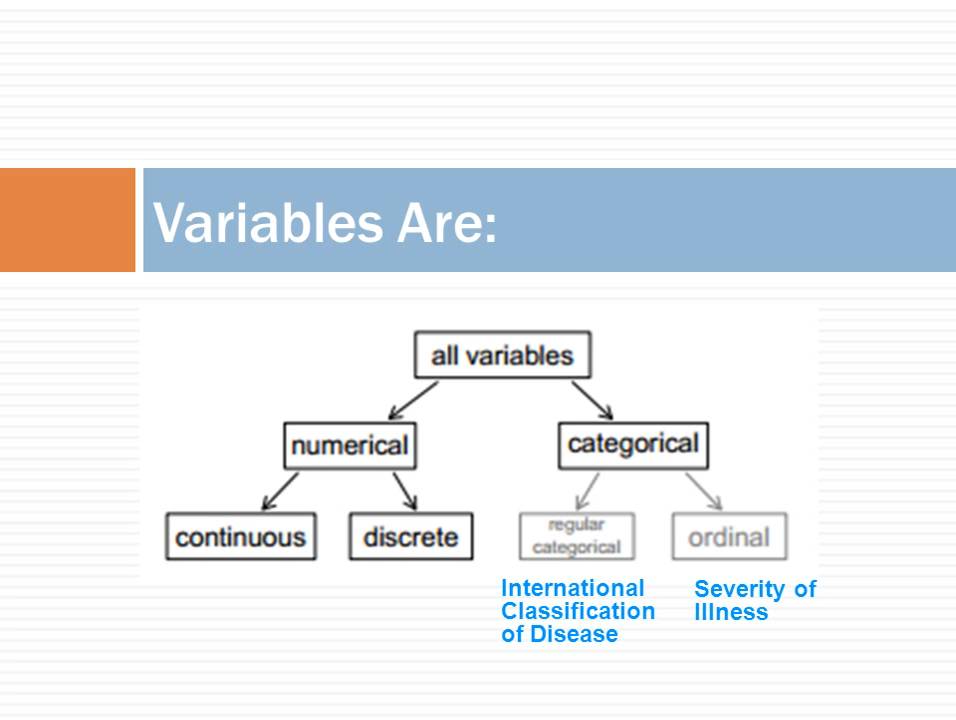 Variables Are:
all variables
numerical
categorical
continuous
discrete
regular
categorical
ordinal
International
Classification
of Disease
Severity of
Illness